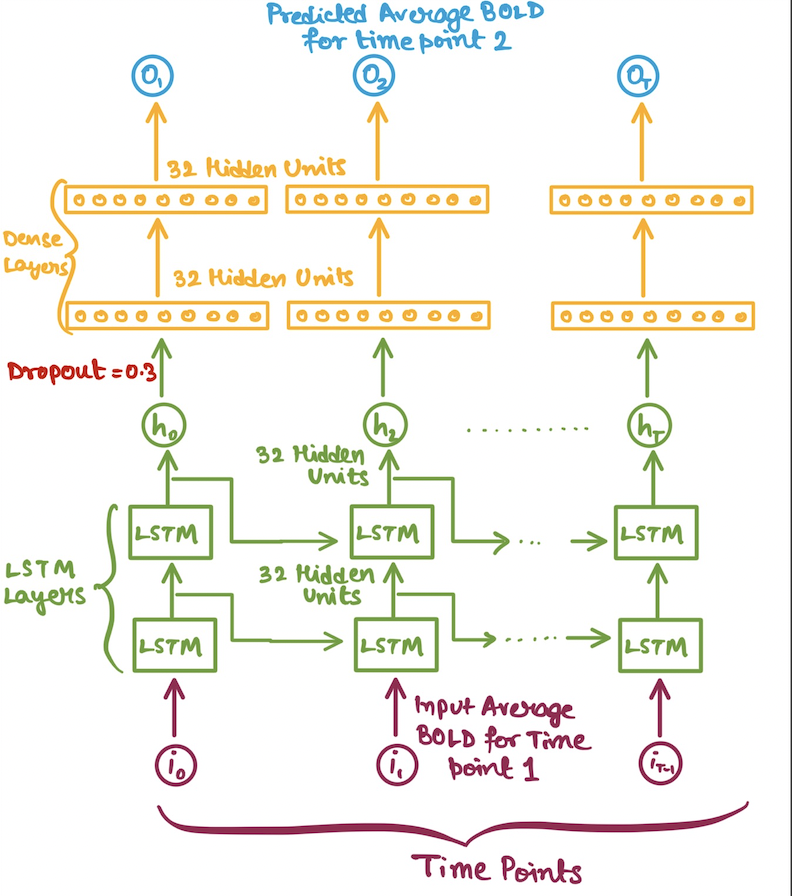 Predicted Average BOLD
for time point 2
O1
O2
OT
32 Hidden Units
Dense
Layers
32 Hidden Units
Dropout = 0.3
h0
h2
..........
hT
32 Hidden
Units
LSTM
LSTM
...
LSTM
LSTM
Layers
32 Hidden
Units
LSTM
LSTM
.....
LSTM
Input Average
BOLD for Time
point 1
i0
i1
iT-1
Time Points